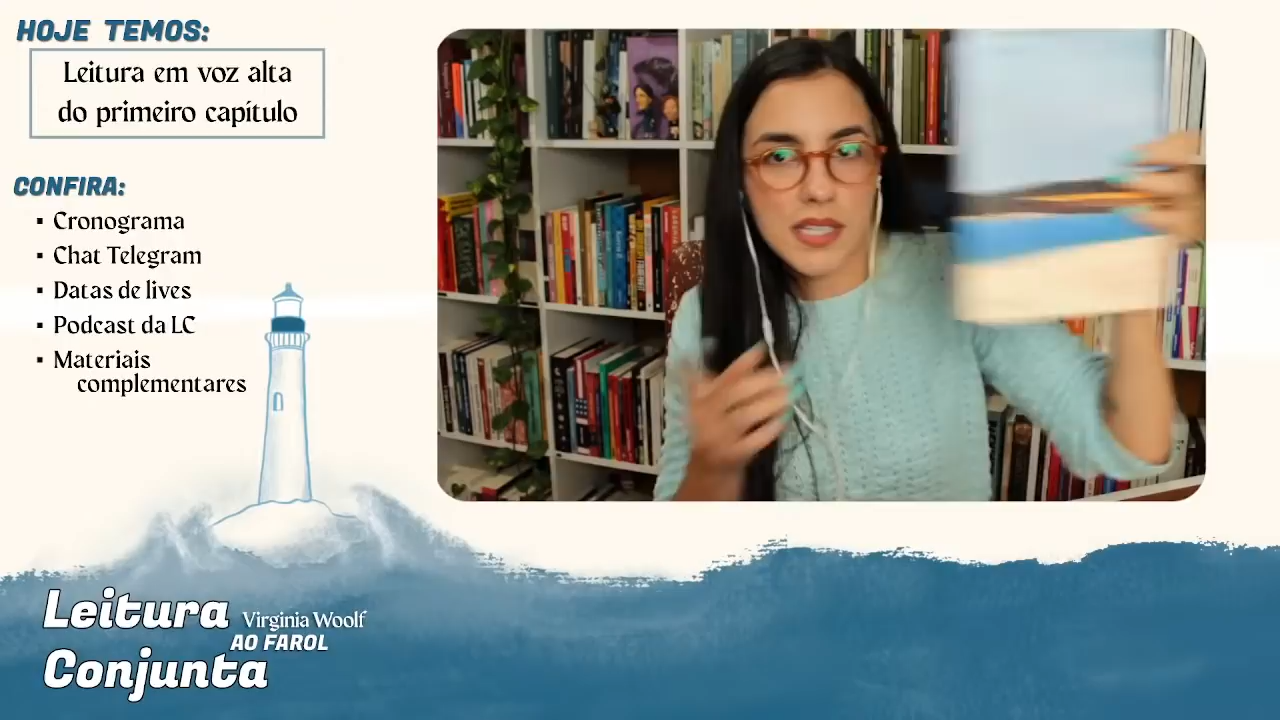 HOJE TEMOS:
Leitura em voz alta
do primeiro capítulo
CONFIRA:
▪ Cronograma
▪ Chat Telegram
▪ Datas de lives
▪ Podcast da LC
▪ Materiais
complementares
Leitura
Conjunta
Virginia Woolf
AO FAROL